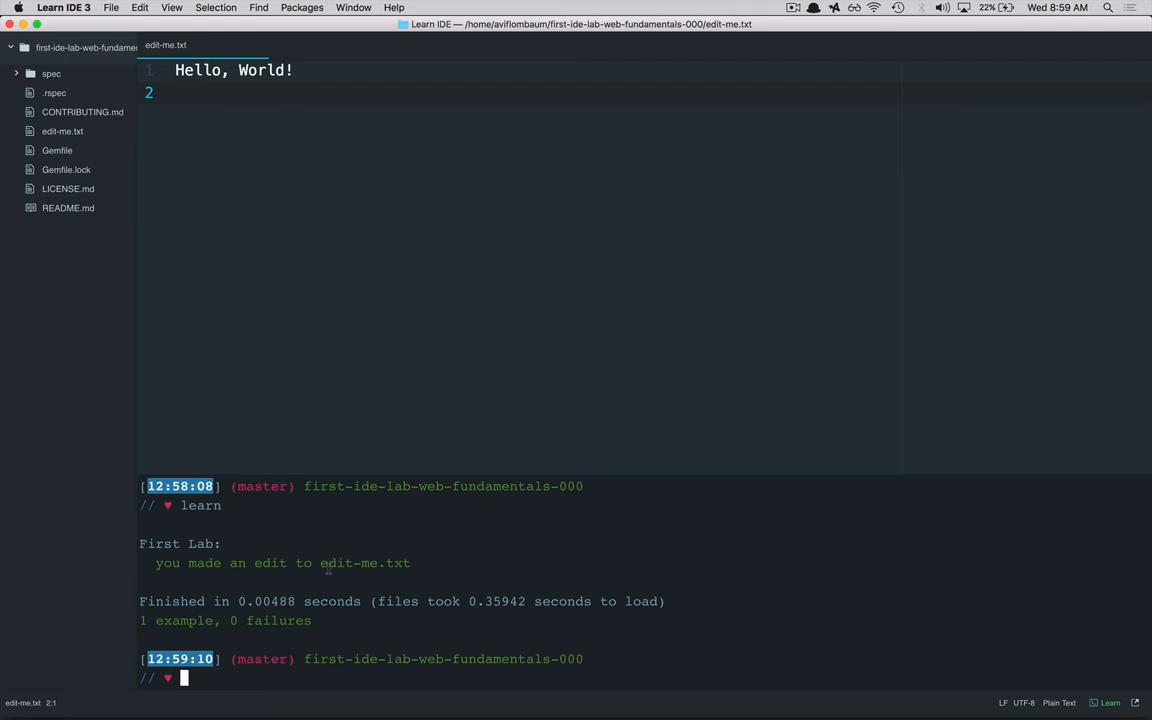 Learn IDE 3 File Edit View Selection Find Packages Window Help 22% Wed 8:59 AM
Learn IDE — /home/aviflombaum/first-ide-lab-web-fundamentals-000/edit-me.txt
first-ide-lab-web-fundamer
spec
.rspec
CONTRIBUTING.md
edit-me.txt
Gemfile
Gemfile.lock
LICENSE.md
README.md
edit-me.txt
1 Hello, World!
2
[12:58:08] (master) first-ide-lab-web-fundamentals-000
// ♥ learn
First Lab:
you made an edit to edit-me.txt
Finished in 0.00488 seconds (files took 0.35942 seconds to load)
1 example, 0 failures
[12:59:10] (master) first-ide-lab-web-fundamentals-000
// ♥
edit-me.txt 2:1 LF UTF-8 Plain Text Learn